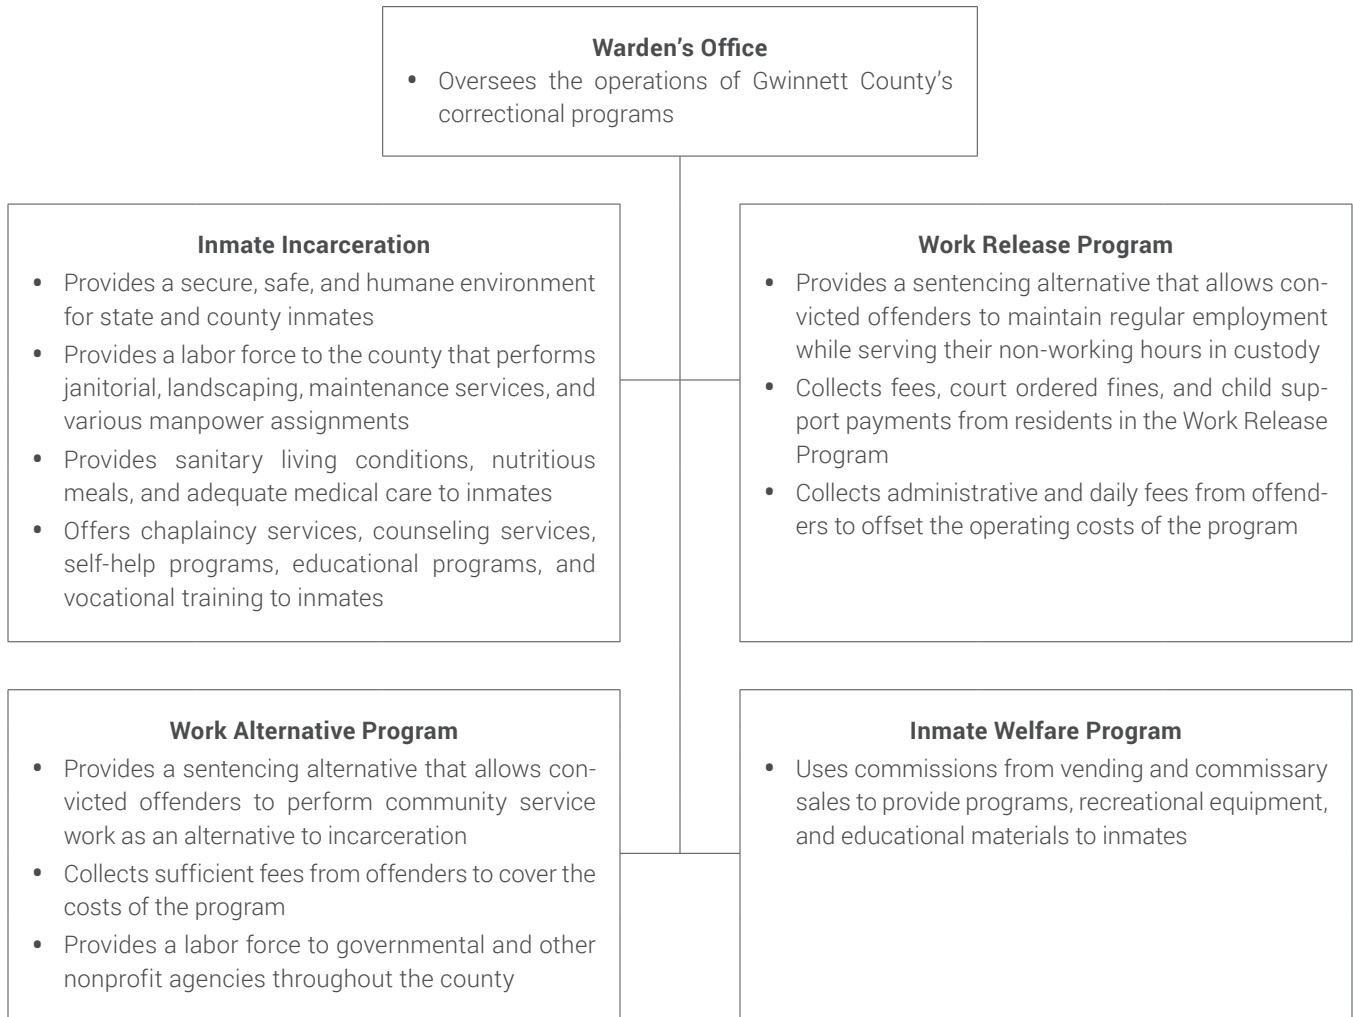 Warden’s Office
• Oversees the operations of Gwinnett County’s
correctional programs
Inmate Incarceration
• Provides a secure, safe, and humane environment
for state and county inmates
• Provides a labor force to the county that performs
janitorial, landscaping, maintenance services, and
various manpower assignments
• Provides sanitary living conditions, nutritious
meals, and adequate medical care to inmates
• Offers chaplaincy services, counseling services,
self-help programs, educational programs, and
vocational training to inmates
Work Release Program
• Provides a sentencing alternative that allows con-
victed offenders to maintain regular employment
while serving their non-working hours in custody
• Collects fees, court ordered fines, and child sup-
port payments from residents in the Work Release
Program
• Collects administrative and daily fees from offend-
ers to offset the operating costs of the program
Work Alternative Program
• Provides a sentencing alternative that allows con-
victed offenders to perform community service
work as an alternative to incarceration
• Collects sufficient fees from offenders to cover the
costs of the program
• Provides a labor force to governmental and other
nonprofit agencies throughout the county
Inmate Welfare Program
• Uses commissions from vending and commissary
sales to provide programs, recreational equipment,
and educational materials to inmates